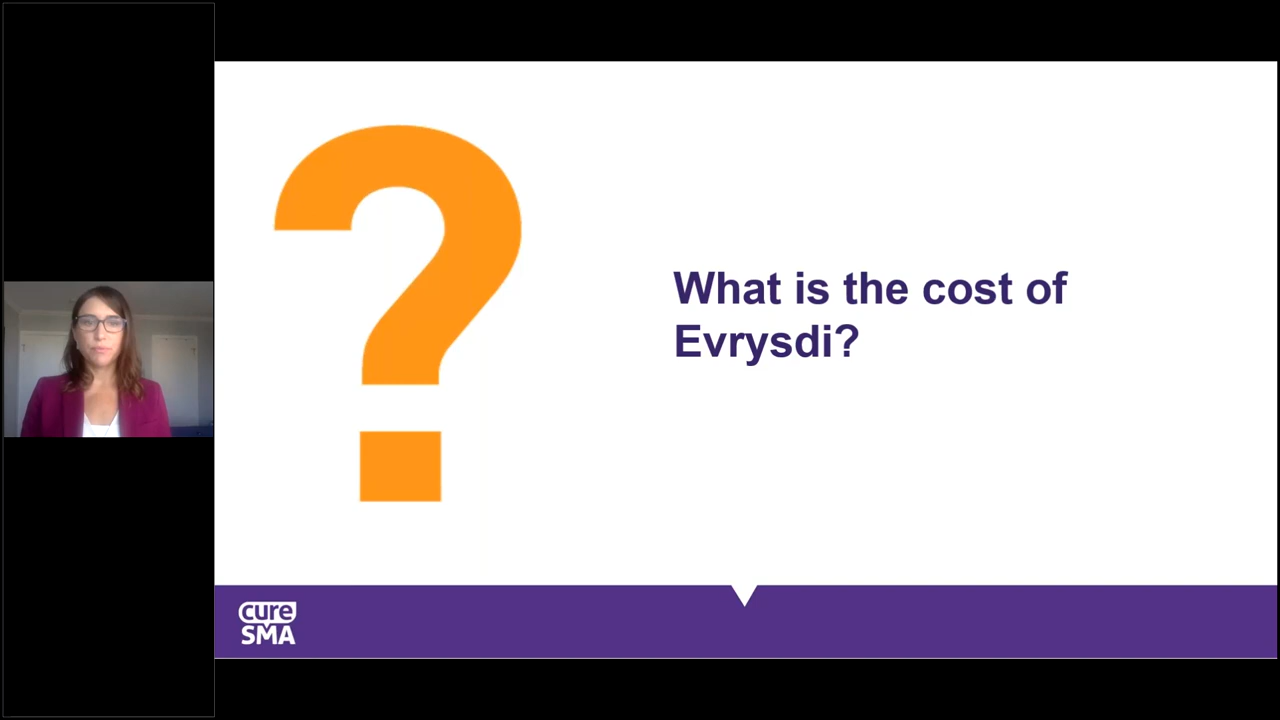 ?
What is the cost of
Evrysdi?
cure
SMA